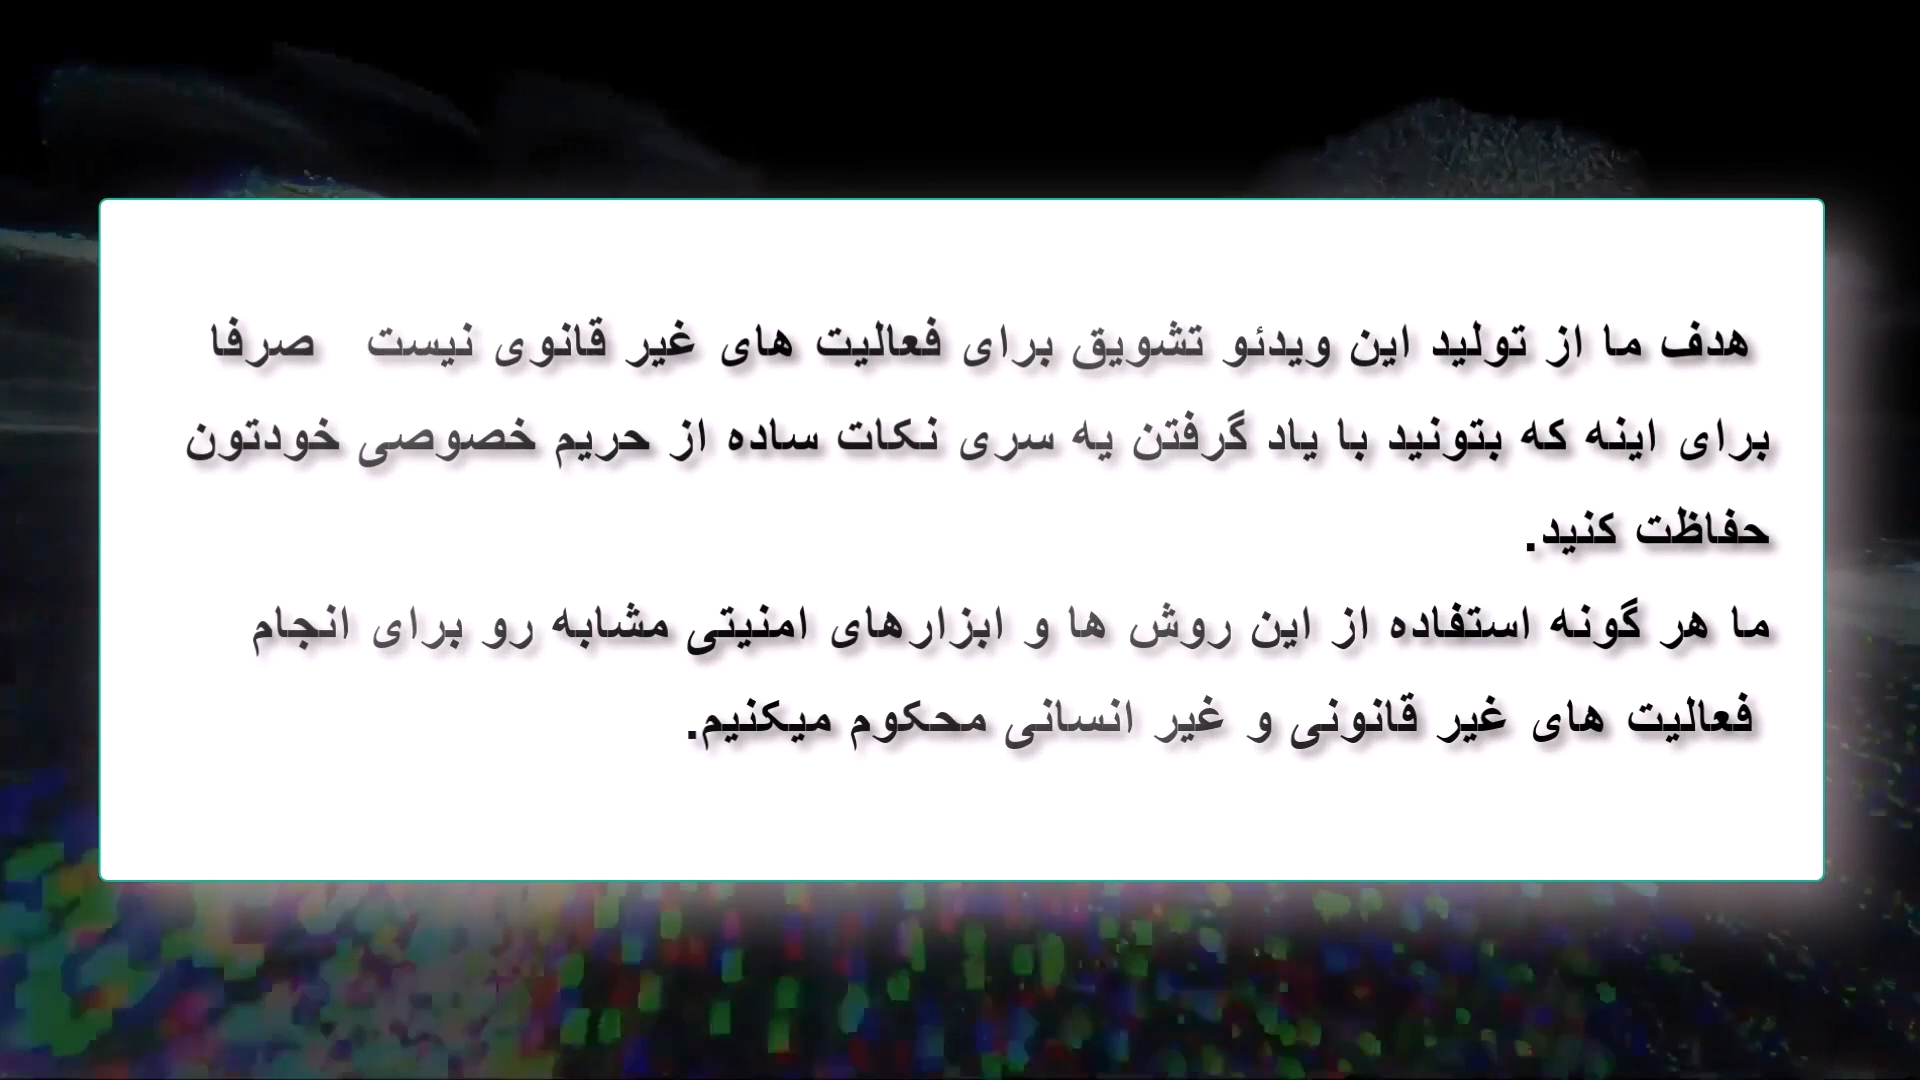 هدف ما از تولید این ویدئو تشویق برای فعالیت های غیر قانوی نیست صرفا
برای اینه که بتونید با یاد گرفتن یه سری نکات ساده از حریم خصوصی خودتون
حفاظت کنید.
ما هر گونه استفاده از این روش ها و ابزارهای امنیتی مشابه رو برای انجام
فعالیت های غیر قانونی و غیر انسانی محکوم میکنیم.